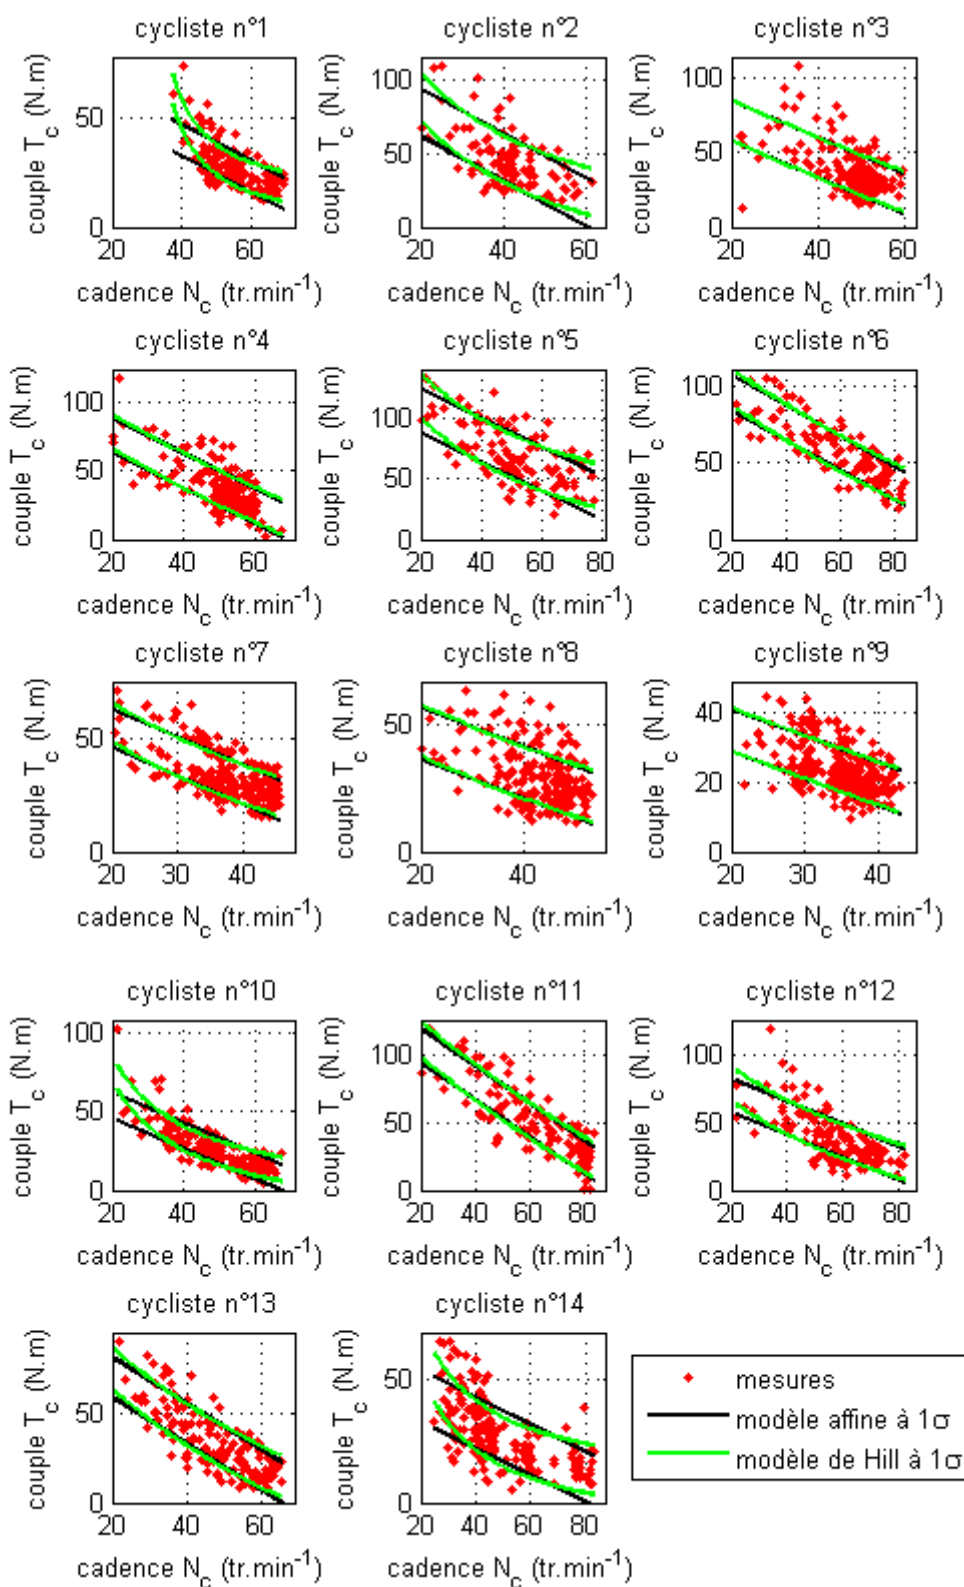 cycliste n°1 cycliste n°2 cycliste n°3
couple T_c (N.m) couple T_c (N.m) couple T_c (N.m)
50 0
100 50 0
100 50 0
20 40 60 20 40 60 20 40 60
cadence N_c (tr.min⁻¹) cadence N_c (tr.min⁻¹) cadence N_c (tr.min⁻¹)
cycliste n°4 cycliste n°5 cycliste n°6
couple T_c (N.m) couple T_c (N.m) couple T_c (N.m)
100 50 0
100 50 0
100 50 0
20 40 60 20 40 60 80 20 40 60 80
cadence N_c (tr.min⁻¹) cadence N_c (tr.min⁻¹) cadence N_c (tr.min⁻¹)
cycliste n°7 cycliste n°8 cycliste n°9
couple T_c (N.m) couple T_c (N.m) couple T_c (N.m)
50 0
50 0
40 20 0
20 30 40 20 40 20 30 40
cadence N_c (tr.min⁻¹) cadence N_c (tr.min⁻¹) cadence N_c (tr.min⁻¹)
cycliste n°10 cycliste n°11 cycliste n°12
couple T_c (N.m) couple T_c (N.m) couple T_c (N.m)
100 50 0
100 50 0
100 50 0
20 40 60 20 40 60 80 20 40 60 80
cadence N_c (tr.min⁻¹) cadence N_c (tr.min⁻¹) cadence N_c (tr.min⁻¹)
cycliste n°13 cycliste n°14
couple T_c (N.m) couple T_c (N.m)
50 0
50 0
20 40 60 40 60 80
cadence N_c (tr.min⁻¹) cadence N_c (tr.min⁻¹)
mesures
modèle affine à 1σ
modèle de Hill à 1σ